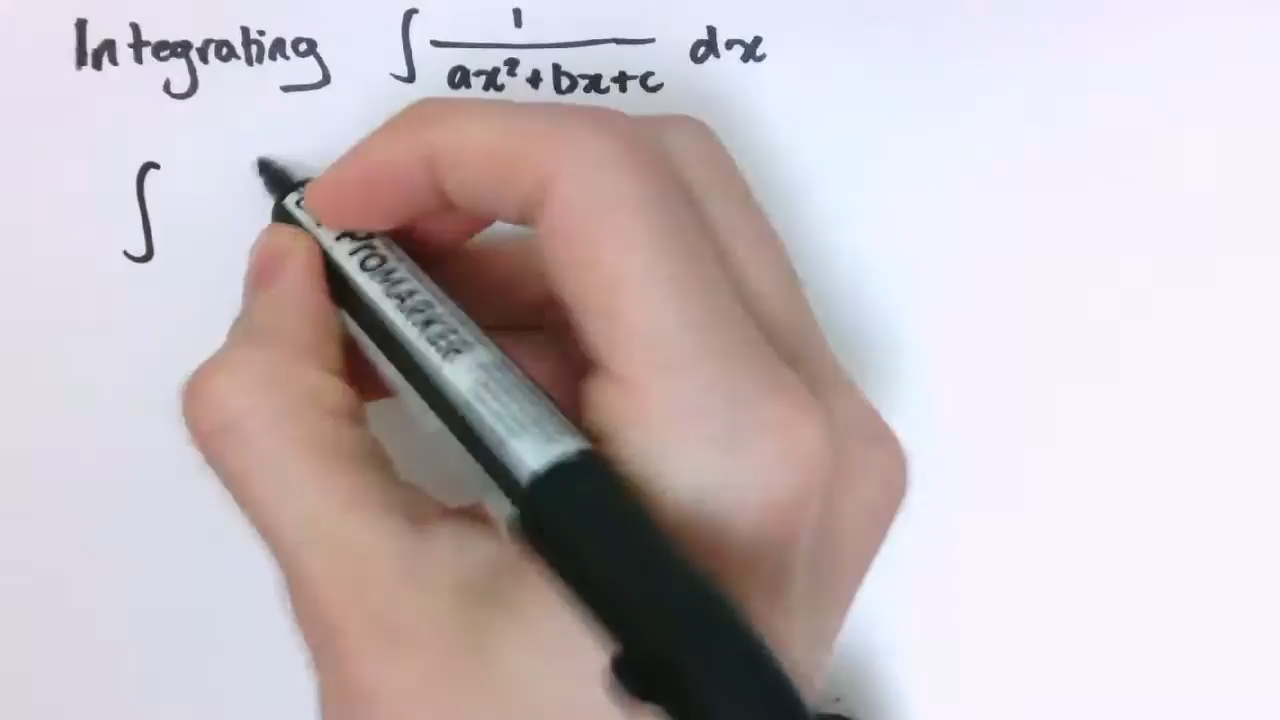 Integrating ∫ 1/(ax²+bx+c) dx
∫
PROMARKER